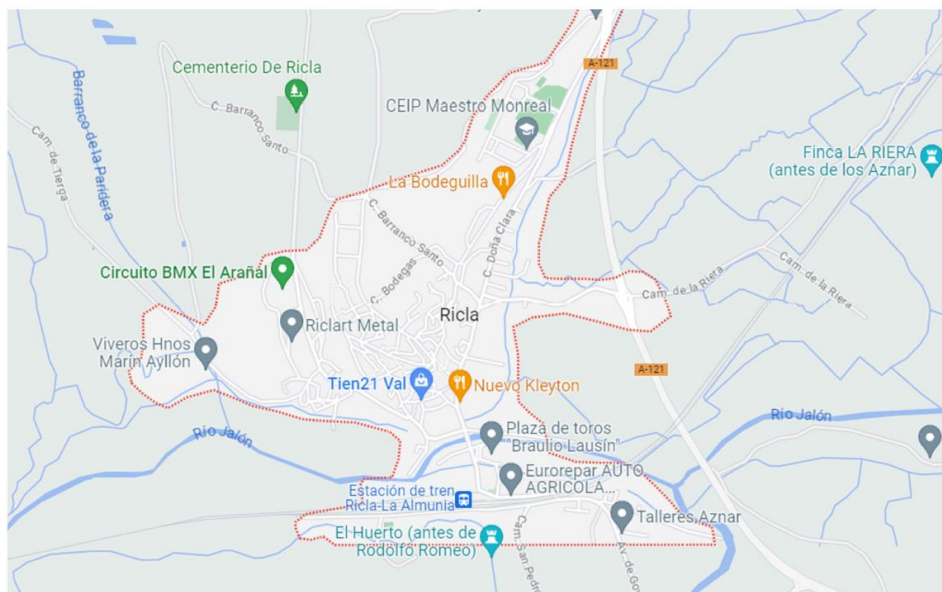 A-121
Cementerio De Ricla
CEIP Maestro Monreal
Barranco de la Paridera
Cam. de Tierga
C. Barranco Santo
Finca LA RIERA
(antes de los Aznar)
La Bodeguilla
C. Barranco Santo
C. Doña Clara
C. Bodegas
Circuito BMX El Arañal
Cam. de la Riera
Cam. de la Riera
Ricla
Riclart Metal
Viveros Hnos
Marín Ayllón
A-121
Tien21 Val
Nuevo Kleyton
Río Jalón
Río Jalón
Plaza de toros
"Braulio Lausín"
Eurorepar AUTO
AGRICOLA...
Estación de tren
Ricla-La Almunia
Talleres Aznar
El Huerto (antes de
Rodolfo Romeo)
Cam. San Pedro
Av. de Go